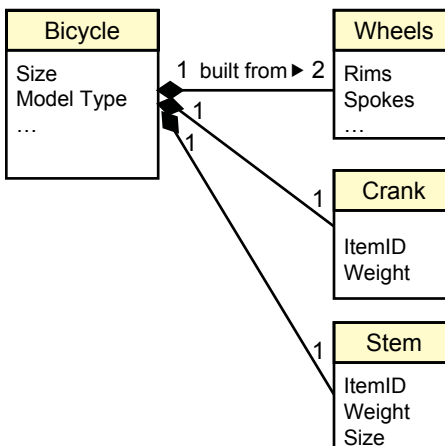 Bicycle
Size
Model Type
…
1 built from ► 2
1
1
Wheels
Rims
Spokes
…
1
Crank
ItemID
Weight
1
Stem
ItemID
Weight
Size